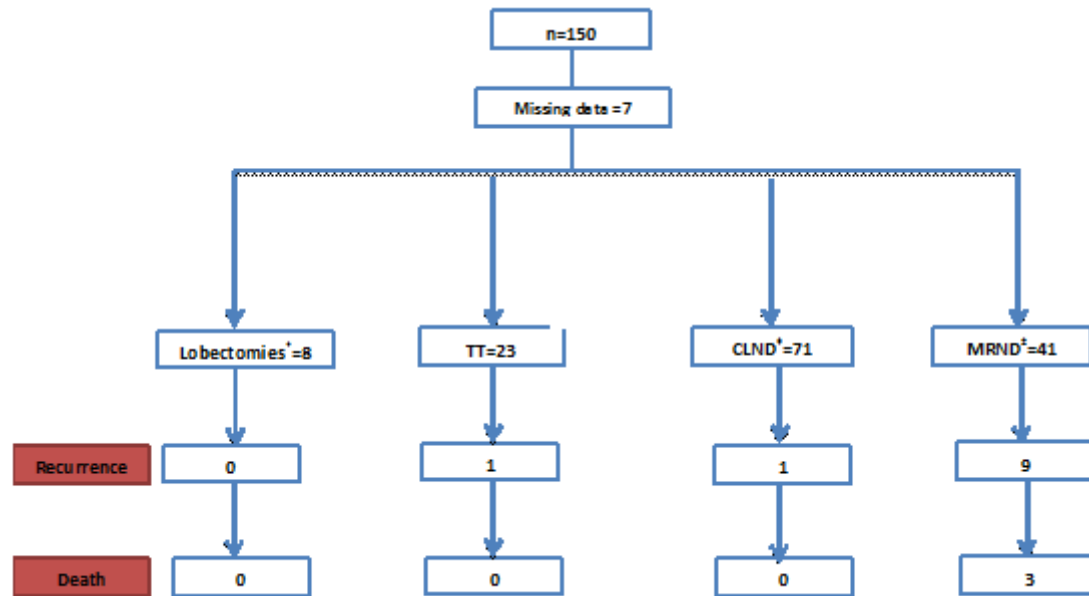 n=150
Missing data =7
Lobectomies⁺=8
TT=23
CLND‡=71
MRND‡=41
Recurrence
0
1
1
9
Death
0
0
0
3